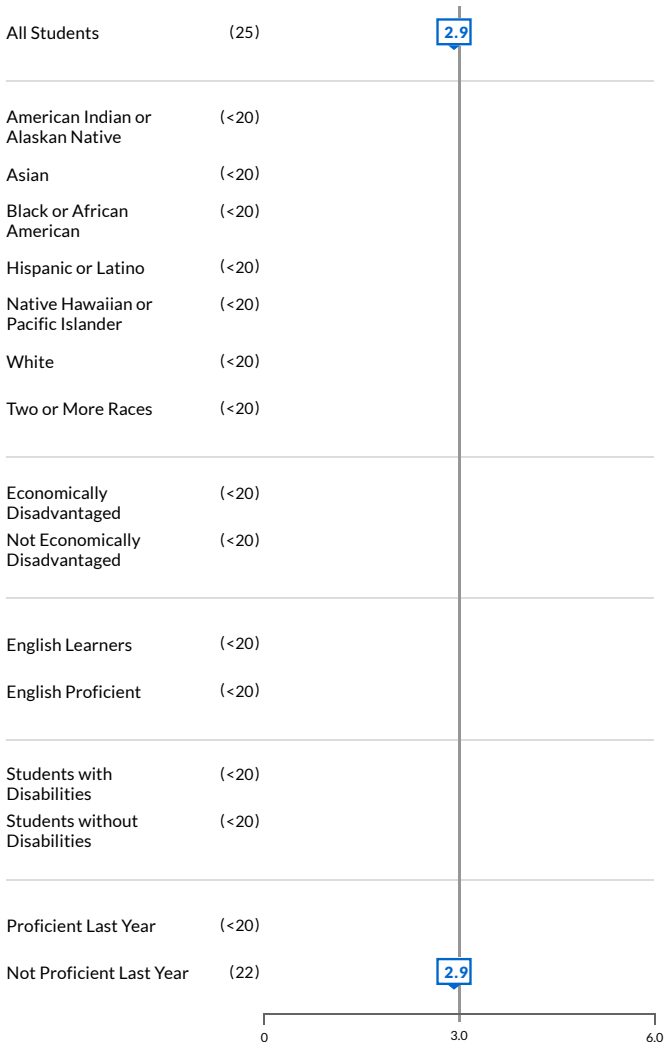 All Students (25) 2.9
American Indian or (<20)
Alaskan Native
Asian (<20)
Black or African (<20)
American
Hispanic or Latino (<20)
Native Hawaiian or (<20)
Pacific Islander
White (<20)
Two or More Races (<20)
Economically (<20)
Disadvantaged
Not Economically (<20)
Disadvantaged
English Learners (<20)
English Proficient (<20)
Students with (<20)
Disabilities
Students without (<20)
Disabilities
Proficient Last Year (<20)
Not Proficient Last Year (22) 2.9
0 3.0 6.0